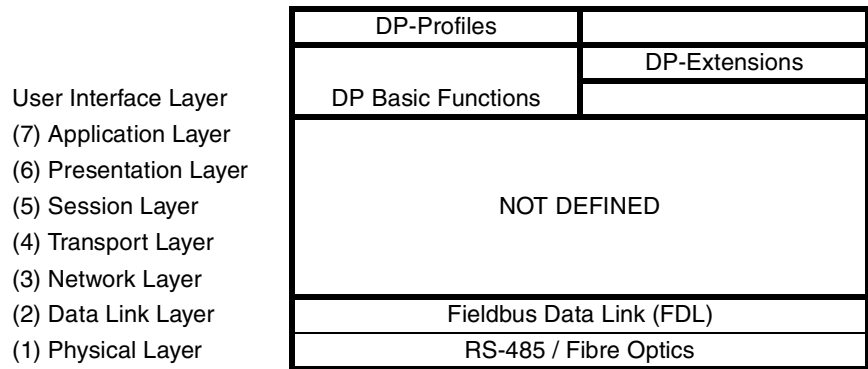 DP-Profiles
DP-Extensions
User Interface Layer DP Basic Functions
(7) Application Layer
(6) Presentation Layer
(5) Session Layer NOT DEFINED
(4) Transport Layer
(3) Network Layer
(2) Data Link Layer Fieldbus Data Link (FDL)
(1) Physical Layer RS-485 / Fibre Optics